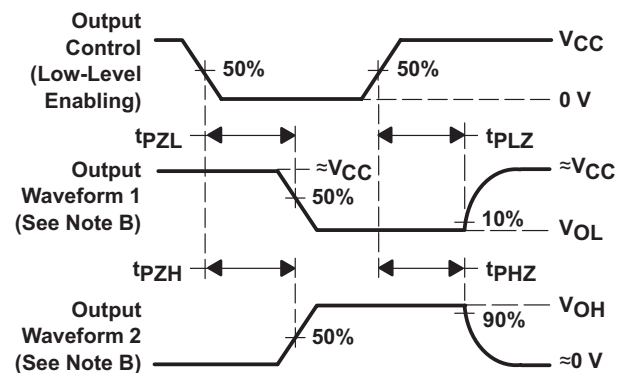 Output
Control
(Low-Level
Enabling)
50%
50%
VCC
0 V
tPZL
tPLZ
Output
Waveform 1
(See Note B)
≈VCC
50%
≈VCC
10%
VOL
tPZH
tPHZ
Output
Waveform 2
(See Note B)
50%
VOH
90%
≈0 V